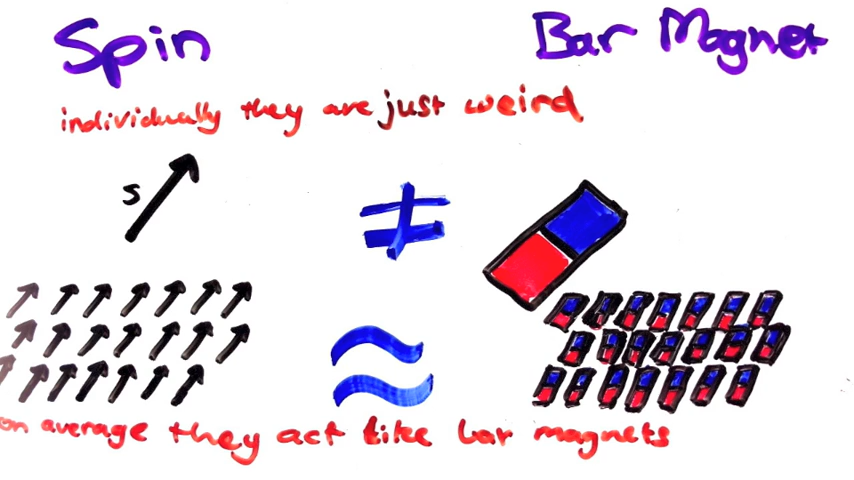 Spin
Bar Magnet
individually they are just weird
S
≠
≈
on average they act like bar magnets